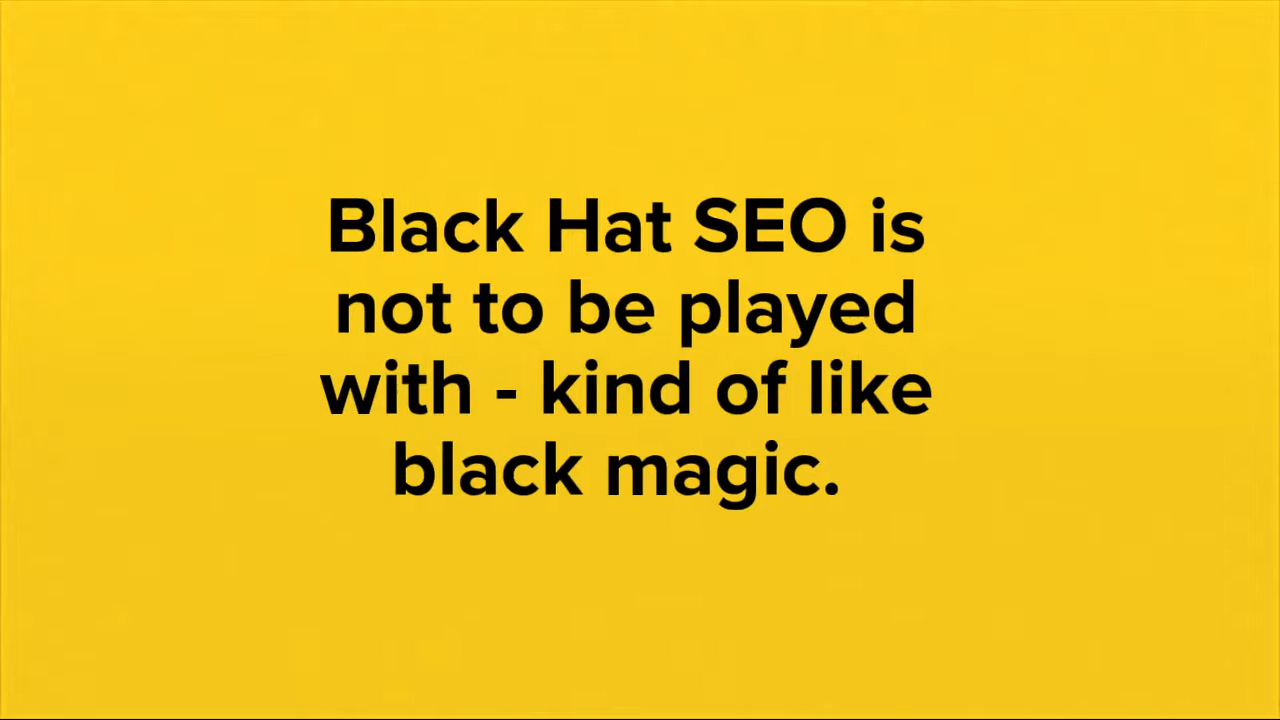 Black Hat SEO is
not to be played
with - kind of like
black magic.